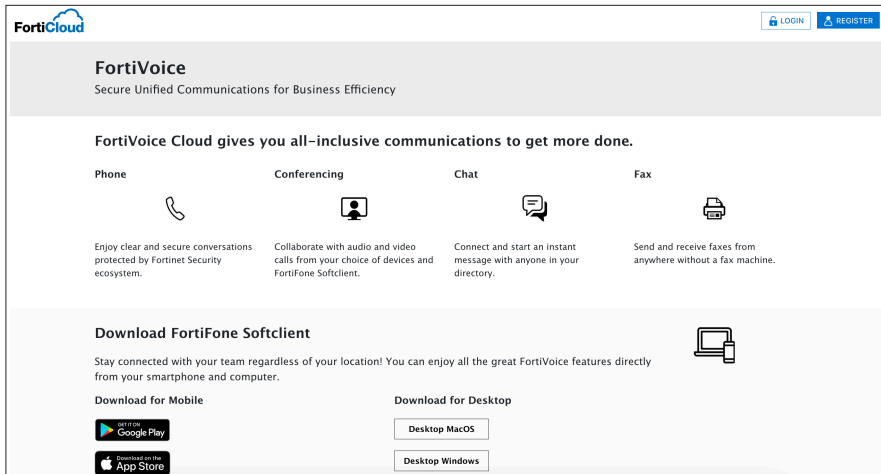 FortiCloud
LOGIN
REGISTER
FortiVoice
Secure Unified Communications for Business Efficiency
FortiVoice Cloud gives you all-inclusive communications to get more done.
Phone
Conferencing
Chat
Fax
Enjoy clear and secure conversations
protected by Fortinet Security
ecosystem.
Collaborate with audio and video
calls from your choice of devices and
FortiFone Softclient.
Connect and start an instant
message with anyone in your
directory.
Send and receive faxes from
anywhere without a fax machine.
Download FortiFone Softclient
Stay connected with your team regardless of your location! You can enjoy all the great FortiVoice features directly
from your smartphone and computer.
Download for Mobile
GET IT ON
Google Play
Download on the
App Store
Download for Desktop
Desktop MacOS
Desktop Windows